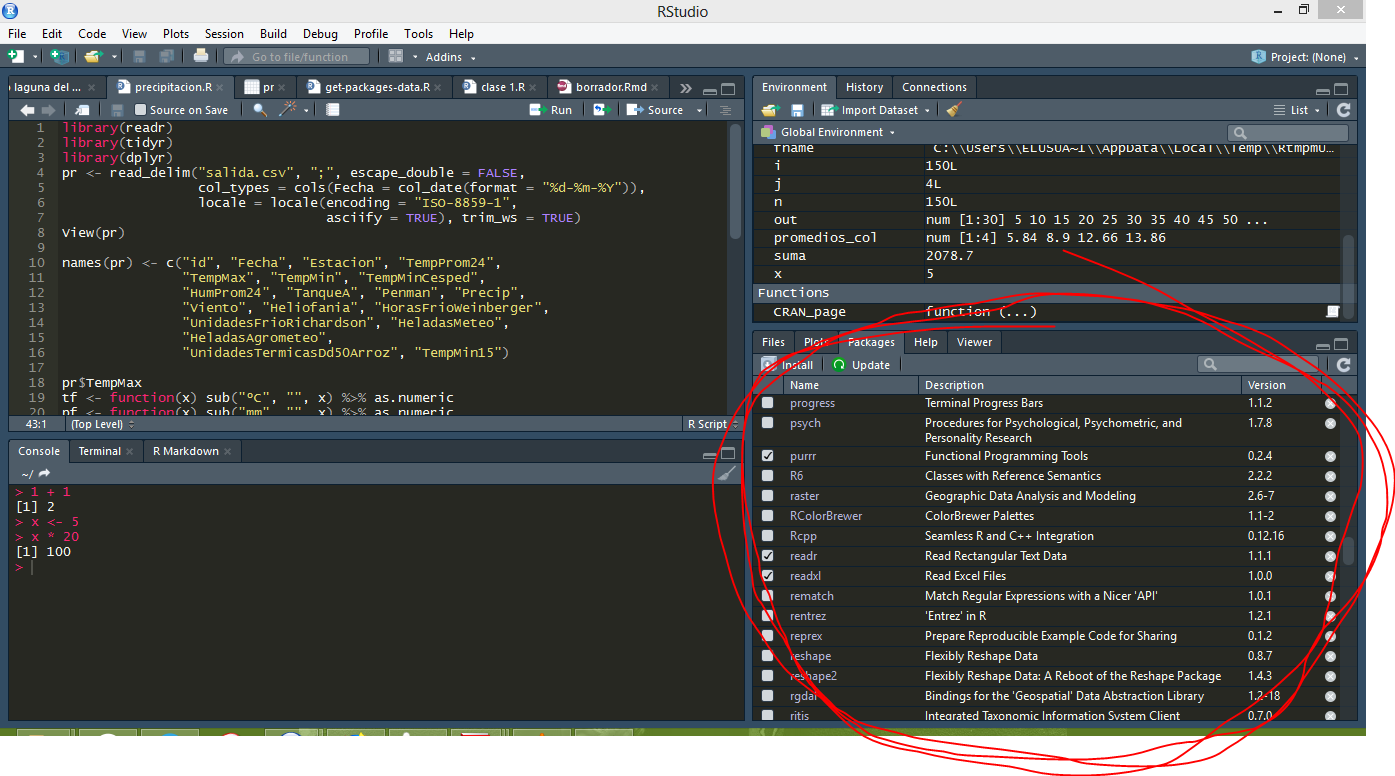 RStudio
File Edit Code View Plots Session Build Debug Profile Tools Help
Go to file/function Addins Project: (None)
laguna del ... precipitacion.R pr get-packages-data.R clase 1.R borrador.Rmd
Source on Save Run Source
1 library(readr)
2 library(tidyr)
3 library(dplyr)
4 pr <- read_delim("salida.csv", ";", escape_double = FALSE,
5 col_types = cols(Fecha = col_date(format = "%d-%m-%Y")),
6 locale = locale(encoding = "ISO-8859-1",
7 asciify = TRUE), trim_ws = TRUE)
8 View(pr)
9
10 names(pr) <- c("id", "Fecha", "Estacion", "TempProm24",
11 "TempMax", "TempMin", "TempMinCesped",
12 "HumProm24", "TanqueA", "Penman", "Precip",
13 "Viento", "Heliofania", "HorasFrioWeinberger",
14 "UnidadesFrioRichardson", "HeladasMeteo",
15 "HeladasAgrometeo",
16 "UnidadesTermicasDd50Arroz", "TempMin15")
17
18 pr$TempMax
19 tf <- function(x) sub("ºC", "", x) %>% as.numeric
20 nf <- function(x) sub("mm", "", x) %>% as.numeric
43:1 (Top Level) R Script
Console Terminal R Markdown
~/
> 1 + 1
[1] 2
> x <- 5
> x * 20
[1] 100
>
Environment History Connections
Import Dataset List
Global Environment
fname "C:\\Users\\ELUSUA~1\\AppData\\Local\\Temp\\RtmpmU...
i 150L
j 4L
n 150L
out num [1:30] 5 10 15 20 25 30 35 40 45 50 ...
promedios_col num [1:4] 5.84 8.9 12.66 13.86
suma 2078.7
x 5
Functions
CRAN_page function (...)
Files Plots Packages Help Viewer
Install Update
Name Description Version
progress Terminal Progress Bars 1.1.2
psych Procedures for Psychological, Psychometric, and 1.7.8
Personality Research
purrr Functional Programming Tools 0.2.4
R6 Classes with Reference Semantics 2.2.2
raster Geographic Data Analysis and Modeling 2.6-7
RColorBrewer ColorBrewer Palettes 1.1-2
Rcpp Seamless R and C++ Integration 0.12.16
readr Read Rectangular Text Data 1.1.1
readxl Read Excel Files 1.0.0
rematch Match Regular Expressions with a Nicer 'API' 1.0.1
rentrez 'Entrez' in R 1.2.1
reprex Prepare Reproducible Example Code for Sharing 0.1.2
reshape Flexibly Reshape Data 0.8.7
reshape2 Flexibly Reshape Data: A Reboot of the Reshape Package 1.4.3
rgdal Bindings for the 'Geospatial' Data Abstraction Library 1.2-18
ritis Integrated Taxonomic Information System Client 0.7.0